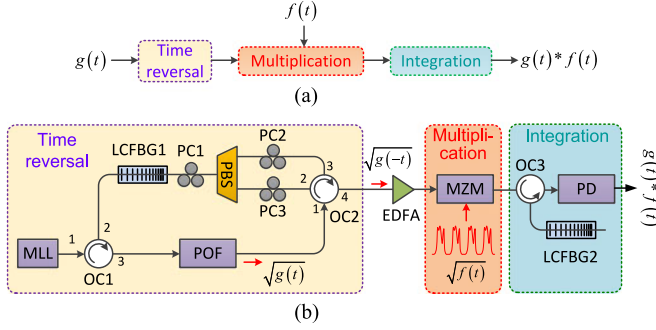 f(t)
g(t)
Time
reversal
Multiplication
Integration
g(t)* f(t)
(a)
Time
reversal
LCFBG1
PC1
PBS
PC2
PC3
3
2
1
4
OC2
√g(−t)
EDFA
Multipli-
cation
MZM
√f(t)
Integration
OC3
PD
LCFBG2
g(t)* f(t)
MLL
1
2
3
OC1
POF
√g(t)
(b)